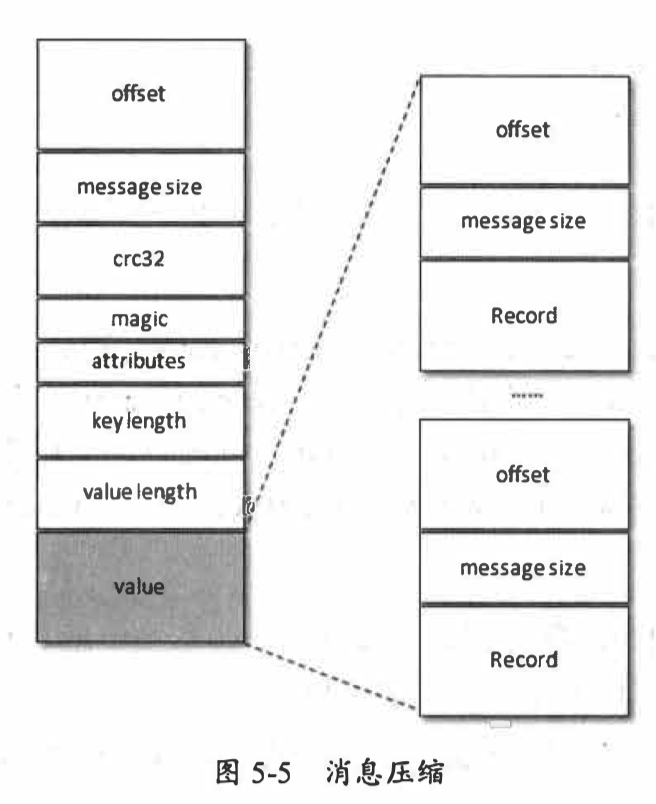 offset
message size
crc32
magic
attributes
key length
value length
value
offset
message size
Record
......
offset
message size
Record
图 5-5 消息压缩